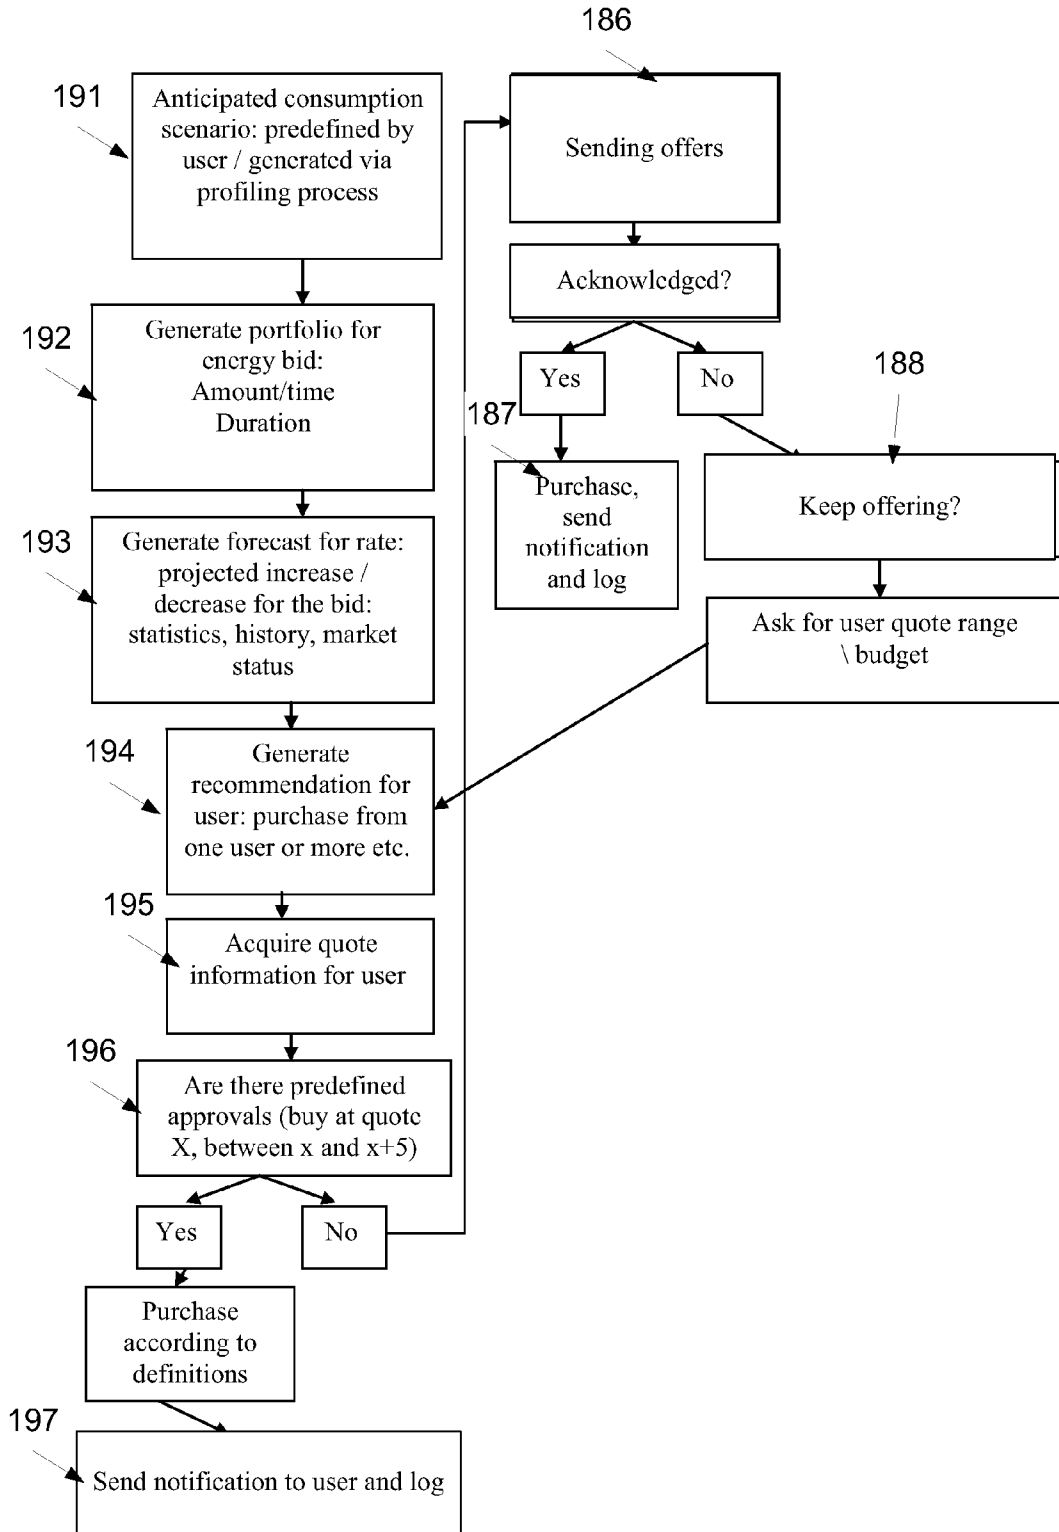 186
191
Anticipated consumption
scenario: predefined by
user / generated via
profiling process
Sending offers
Acknowledged?
192
Generate portfolio for
energy bid:
Amount/time
Duration
Yes
No
188
187
Purchase,
send
notification
and log
Keep offering?
193
Generate forecast for rate:
projected increase /
decrease for the bid:
statistics, history, market
status
Ask for user quote range
\ budget
194
Generate
recommendation for
user: purchase from
one user or more etc.
195
Acquire quote
information for user
196
Are there predefined
approvals (buy at quote
X, between x and x+5)
Yes
No
Purchase
according to
definitions
197
Send notification to user and log